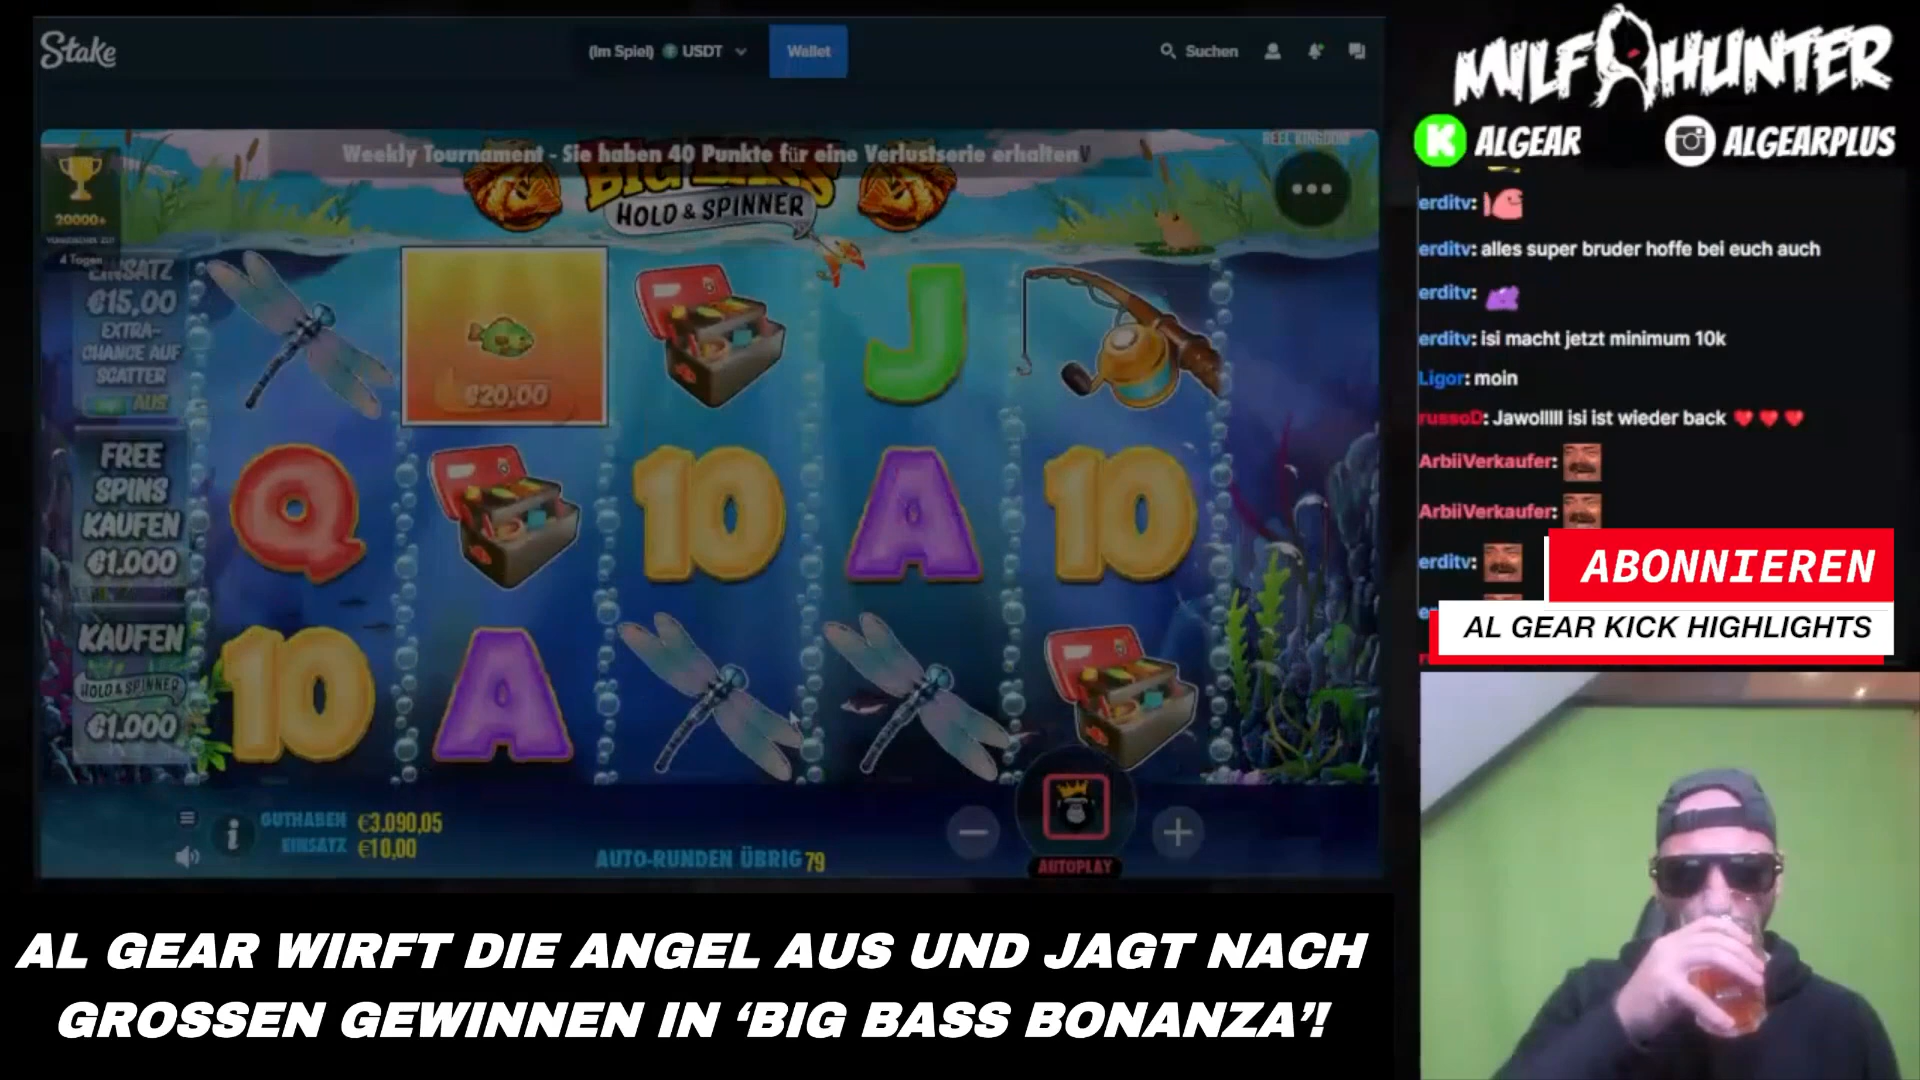 Stake
(Im Spiel) USDT
Wallet
Suchen
Weekly Tournament - Sie haben 40 Punkte für eine Verlustserie erhalten
REEL KINGDOM
20000+
4 Tagen
HOLD & SPINNER
EINSATZ
€15,00
EXTRA-
CHANCE AUF
SCATTER
AUS
€20,00
J
FREE
SPINS
KAUFEN
€1.000
Q
10
A
10
KAUFEN
HOLD & SPINNER
€1.000
10
A
GUTHABEN €3.090,05
EINSATZ €10,00
AUTO-RUNDEN ÜBRIG 79
AUTOPLAY
AL GEAR WIRFT DIE ANGEL AUS UND JAGT NACH
GROSSEN GEWINNEN IN ‘BIG BASS BONANZA’!
MILF HUNTER
K ALGEAR
ALGEARPLUS
erditv:
erditv: alles super bruder hoffe bei euch auch
erditv:
erditv: isi macht jetzt minimum 10k
Ligor: moin
russoD: Jawolllll isi ist wieder back
ArbiiVerkaufer:
ArbiiVerkaufer:
erditv:
ABONNIEREN
AL GEAR KICK HIGHLIGHTS